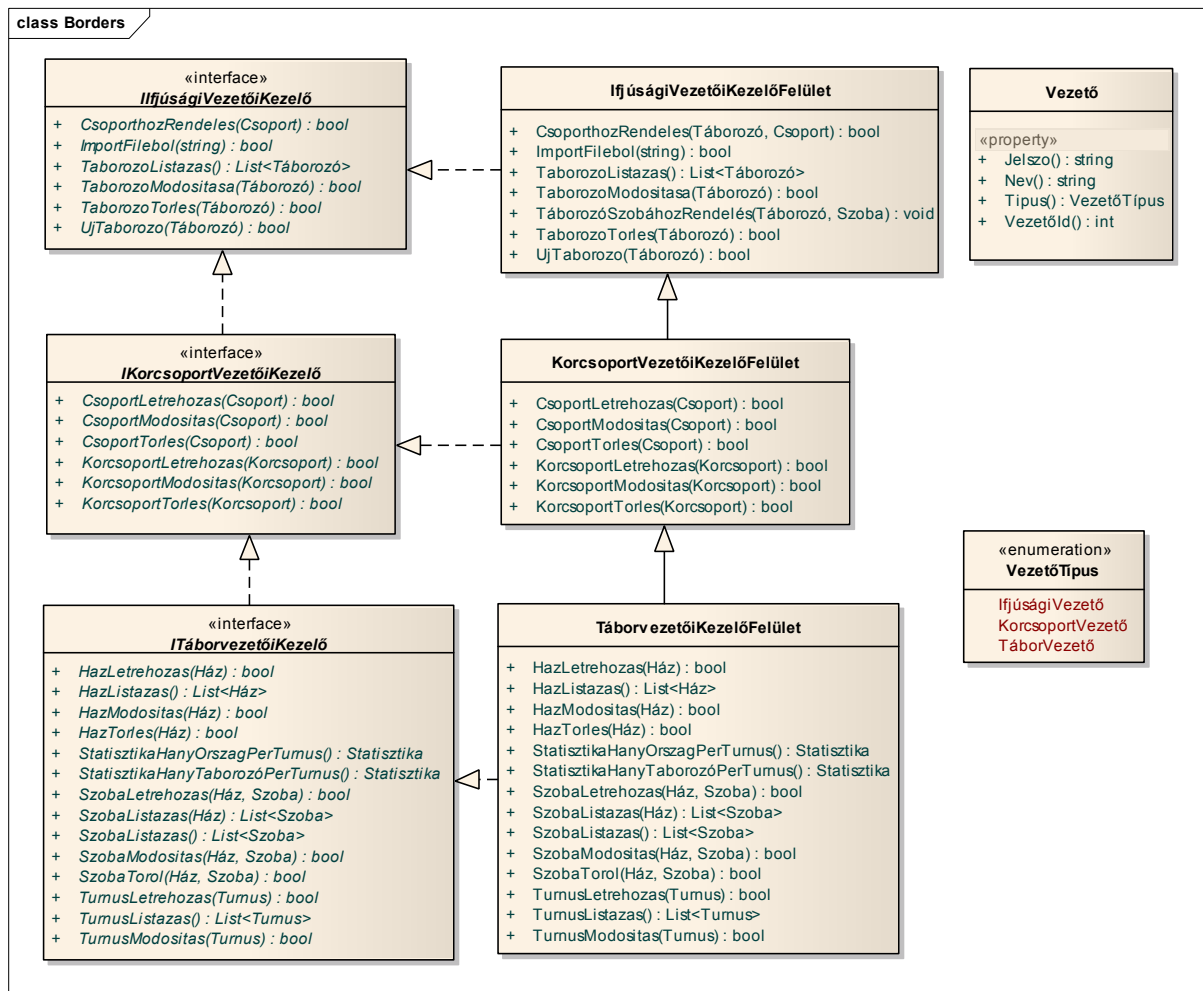 class Borders
«interface»
IIfjúságiVezetőiKezelő
+ CsoporthozRendeles(Csoport) : bool
+ ImportFilebol(string) : bool
+ TaborozoListazas() : List<Táborozó>
+ TaborozoModositasa(Táborozó) : bool
+ TaborozoTorles(Táborozó) : bool
+ UjTaborozo(Táborozó) : bool
IfjúságiVezetőiKezelőFelület
+ CsoporthozRendeles(Táborozó, Csoport) : bool
+ ImportFilebol(string) : bool
+ TaborozoListazas() : List<Táborozó>
+ TaborozoModositasa(Táborozó) : bool
+ TáborozóSzobáhozRendelés(Táborozó, Szoba) : void
+ TaborozoTorles(Táborozó) : bool
+ UjTaborozo(Táborozó) : bool
Vezető
«property»
+ Jelszo() : string
+ Nev() : string
+ Tipus() : VezetőTípus
+ VezetőId() : int
«interface»
IKorcsoportVezetőiKezelő
+ CsoportLetrehozas(Csoport) : bool
+ CsoportModositas(Csoport) : bool
+ CsoportTorles(Csoport) : bool
+ KorcsoportLetrehozas(Korcsoport) : bool
+ KorcsoportModositas(Korcsoport) : bool
+ KorcsoportTorles(Korcsoport) : bool
KorcsoportVezetőiKezelőFelület
+ CsoportLetrehozas(Csoport) : bool
+ CsoportModositas(Csoport) : bool
+ CsoportTorles(Csoport) : bool
+ KorcsoportLetrehozas(Korcsoport) : bool
+ KorcsoportModositas(Korcsoport) : bool
+ KorcsoportTorles(Korcsoport) : bool
«enumeration»
VezetőTípus
IfjúságiVezető
KorcsoportVezető
TáborVezető
«interface»
ITáborvezetőiKezelő
+ HazLetrehozas(Ház) : bool
+ HazListazas() : List<Ház>
+ HazModositas(Ház) : bool
+ HazTorles(Ház) : bool
+ StatisztikaHanyOrszagPerTurnus() : Statisztika
+ StatisztikaHanyTaborozóPerTurnus() : Statisztika
+ SzobaLetrehozas(Ház, Szoba) : bool
+ SzobaListazas(Ház) : List<Szoba>
+ SzobaListazas() : List<Szoba>
+ SzobaModositas(Ház, Szoba) : bool
+ SzobaTorol(Ház, Szoba) : bool
+ TurnusLetrehozas(Turnus) : bool
+ TurnusListazas() : List<Turnus>
+ TurnusModositas(Turnus) : bool
TáborvezetőiKezelőFelület
+ HazLetrehozas(Ház) : bool
+ HazListazas() : List<Ház>
+ HazModositas(Ház) : bool
+ HazTorles(Ház) : bool
+ StatisztikaHanyOrszagPerTurnus() : Statisztika
+ StatisztikaHanyTaborozóPerTurnus() : Statisztika
+ SzobaLetrehozas(Ház, Szoba) : bool
+ SzobaListazas(Ház) : List<Szoba>
+ SzobaListazas() : List<Szoba>
+ SzobaModositas(Ház, Szoba) : bool
+ SzobaTorol(Ház, Szoba) : bool
+ TurnusLetrehozas(Turnus) : bool
+ TurnusListazas() : List<Turnus>
+ TurnusModositas(Turnus) : bool